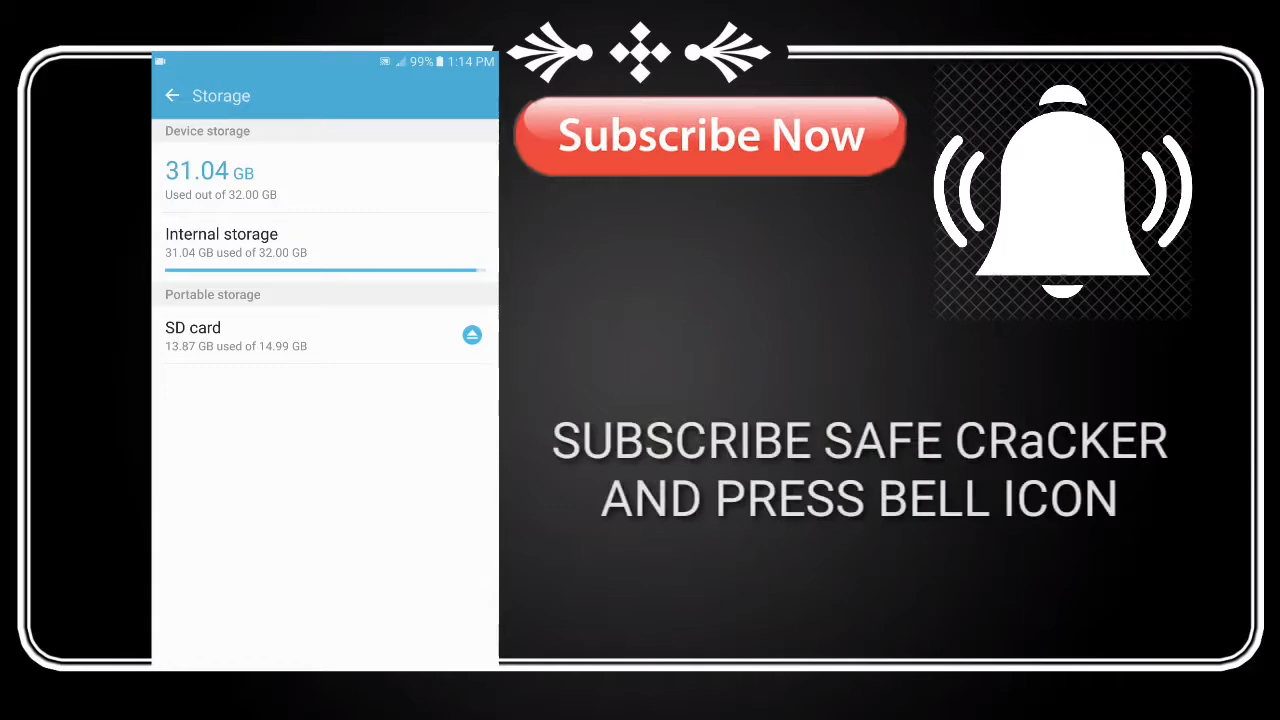 99% 1:14 PM
Storage
Device storage
31.04 GB
Used out of 32.00 GB
Internal storage
31.04 GB used of 32.00 GB
Portable storage
SD card
13.87 GB used of 14.99 GB
Subscribe Now
SUBSCRIBE SAFE CRaCKER
AND PRESS BELL ICON